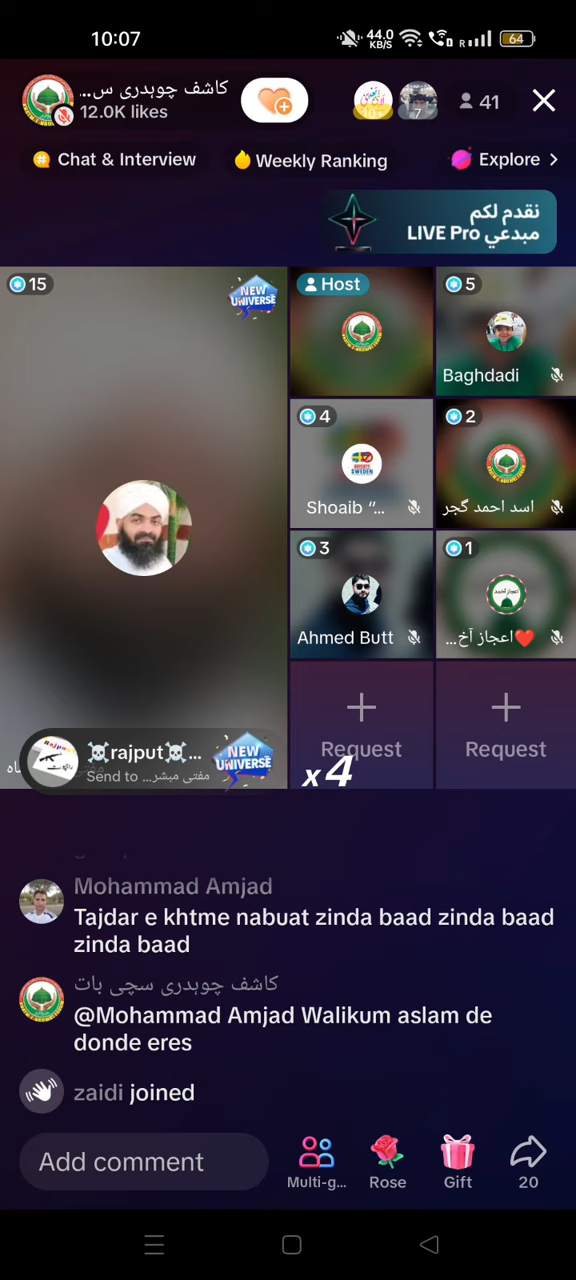 10:07
44.0
KB/S
R
64
کاشف چوہدری س...
12.0K likes
7
41
Chat & Interview
Weekly Ranking
Explore
نقدم لكم
مبدعي LIVE Pro
15
NEW
UNIVERSE
Host
5
Baghdadi
4
Shoaib "...
2
اسد احمد گجر
3
Ahmed Butt
1
اعجاز آخ...
☠️rajput☠️...
Send to مفتی مبشر...
NEW
UNIVERSE
Request
Request
x4
Mohammad Amjad
Tajdar e khtme nabuat zinda baad zinda baad
zinda baad
کاشف چوہدری سچی بات
@Mohammad Amjad Walikum aslam de
donde eres
zaidi joined
Add comment
Multi-g...
Rose
Gift
20